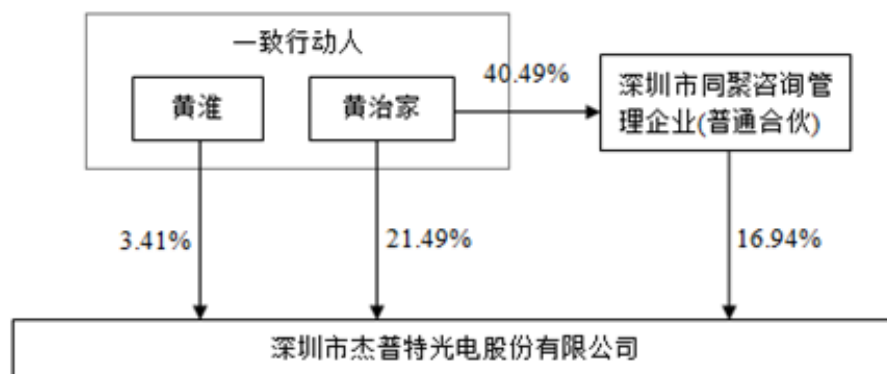 一致行动人
黄淮
黄治家
40.49%
深圳市同聚咨询管
理企业(普通合伙)
3.41%
21.49%
16.94%
深圳市杰普特光电股份有限公司